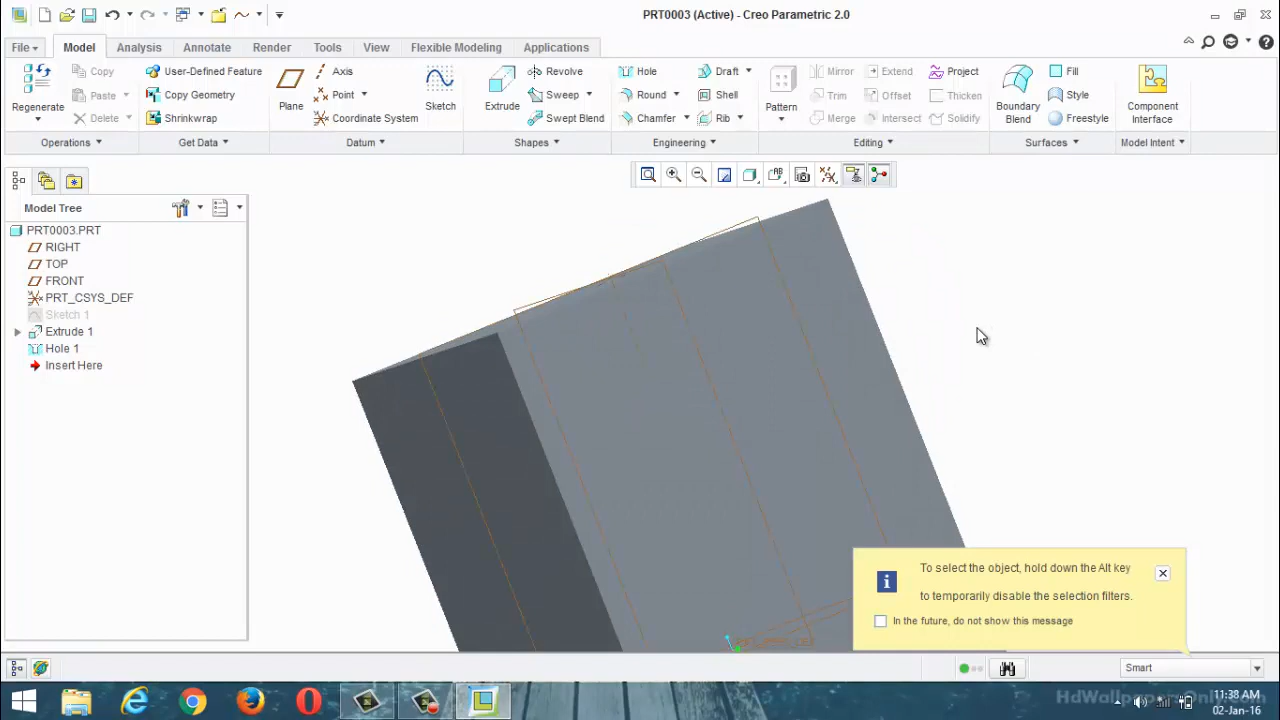 PRT0003 (Active) - Creo Parametric 2.0
File Model Analysis Annotate Render Tools View Flexible Modeling Applications
Regenerate
Copy
Paste
Delete
Operations
User-Defined Feature
Copy Geometry
Shrinkwrap
Get Data
Plane
Axis
Point
Coordinate System
Datum
Sketch
Extrude
Revolve
Sweep
Swept Blend
Shapes
Hole
Round
Chamfer
Draft
Shell
Rib
Engineering
Pattern
Mirror
Trim
Merge
Extend
Offset
Intersect
Project
Thicken
Solidify
Editing
Boundary
Blend
Fill
Style
Freestyle
Surfaces
Component
Interface
Model Intent
Model Tree
PRT0003.PRT
RIGHT
TOP
FRONT
PRT_CSYS_DEF
Sketch 1
Extrude 1
Hole 1
Insert Here
To select the object, hold down the Alt key
to temporarily disable the selection filters.
In the future, do not show this message
Smart
11:38 AM
02-Jan-16